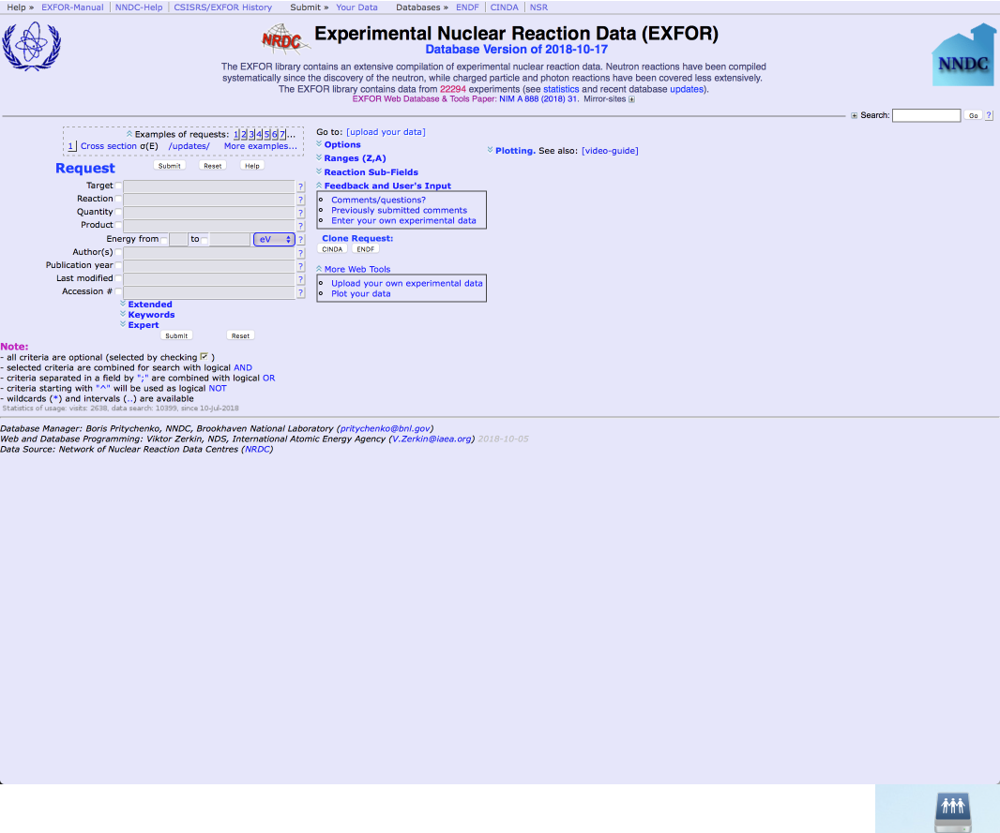 Help » EXFOR-Manual NNDC-Help CSISRS/EXFOR History Submit » Your Data Databases » ENDF CINDA NSR
NRDC
Experimental Nuclear Reaction Data (EXFOR)
Database Version of 2018-10-17
NNDC
The EXFOR library contains an extensive compilation of experimental nuclear reaction data. Neutron reactions have been compiled
systematically since the discovery of the neutron, while charged particle and photon reactions have been covered less extensively.
The EXFOR library contains data from 22294 experiments (see statistics and recent database updates).
EXFOR Web Database & Tools Paper: NIM A 888 (2018) 31. Mirror-sites
Search: Go ?
Examples of requests: 1 2 3 4 5 6 7 ...
1 Cross section σ(E) /updates/ More examples...
Request Submit Reset Help
Target ?
Reaction ?
Quantity ?
Product ?
Energy from to eV ?
Author(s) ?
Publication year ?
Last modified ?
Accession # ?
Extended
Keywords
Expert
Submit Reset
Go to: [upload your data]
Options
Ranges (Z,A)
Reaction Sub-Fields
Feedback and User's Input
Comments/questions?
Previously submitted comments
Enter your own experimental data
Clone Request:
CINDA ENDF
More Web Tools
Upload your own experimental data
Plot your data
Plotting. See also: [video-guide]
Note:
- all criteria are optional (selected by checking )
- selected criteria are combined for search with logical AND
- criteria separated in a field by ";" are combined with logical OR
- criteria starting with "^" will be used as logical NOT
- wildcards (*) and intervals (..) are available
Statistics of usage: visits: 2638, data search: 10399, since 10-Jul-2018
Database Manager: Boris Pritychenko, NNDC, Brookhaven National Laboratory (pritychenko@bnl.gov)
Web and Database Programming: Viktor Zerkin, NDS, International Atomic Energy Agency (V.Zerkin@iaea.org) 2018-10-05
Data Source: Network of Nuclear Reaction Data Centres (NRDC)